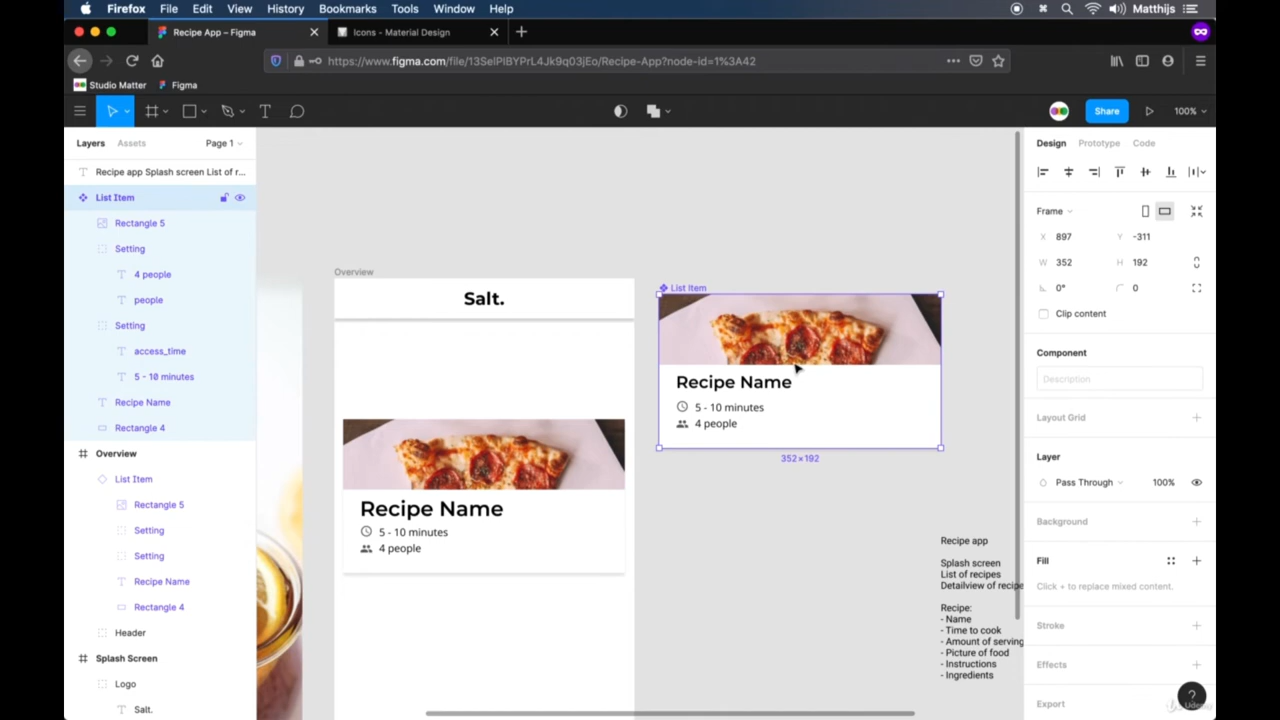 Firefox File Edit View History Bookmarks Tools Window Help Matthijs
Recipe App – Figma
Icons - Material Design
https://www.figma.com/file/13SelPIBYPrL4Jk9q03jEo/Recipe-App?node-id=1%3A42
Studio Matter Figma
Share 100%
Layers Assets Page 1
Recipe app Splash screen List of r...
List Item
Rectangle 5
Setting
4 people
people
Setting
access_time
5 - 10 minutes
Recipe Name
Rectangle 4
Overview
List Item
Rectangle 5
Setting
Setting
Recipe Name
Rectangle 4
Header
Splash Screen
Logo
Salt.
Overview
Salt.
Recipe Name
5 - 10 minutes
4 people
List Item
Recipe Name
5 - 10 minutes
4 people
352 × 192
Recipe app
Splash screen
List of recipes
Detailview of recipe
Recipe:
- Name
- Time to cook
- Amount of serving
- Picture of food
- Instructions
- Ingredients
Design Prototype Code
Frame
X 897 Y -311
W 352 H 192
0° 0
Clip content
Component
Description
Layout Grid
Layer
Pass Through 100%
Background
Fill
Click + to replace mixed content.
Stroke
Effects
Export
?
Udemy